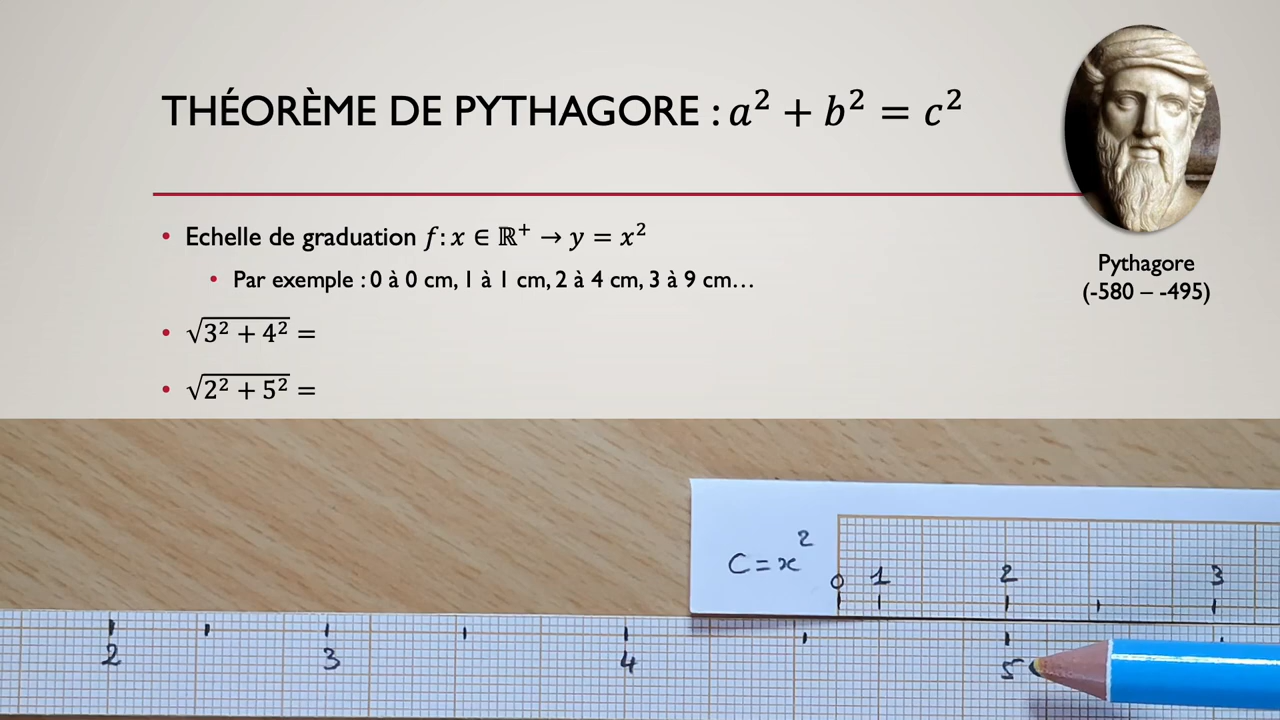 THÉORÈME DE PYTHAGORE : a² + b² = c²
• Echelle de graduation f: x ∈ ℝ⁺ → y = x²
• Par exemple : 0 à 0 cm, 1 à 1 cm, 2 à 4 cm, 3 à 9 cm…
Pythagore
(-580 – -495)
• √(3² + 4²) =
• √(2² + 5²) =
C = x²
0 1 2 3
2 3 4 5